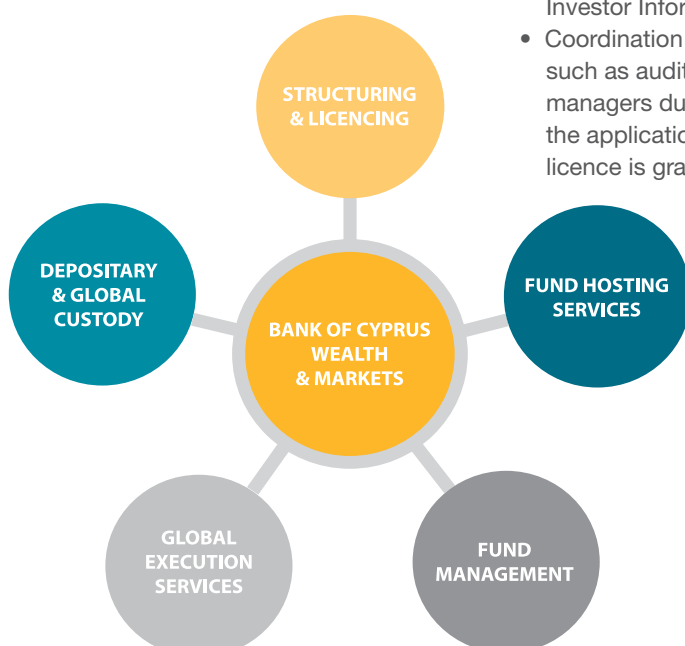 Investor Infor
• Coordination
such as audit
managers du
the applicatio
licence is gra
STRUCTURING
& LICENCING
DEPOSITARY
& GLOBAL
CUSTODY
FUND HOSTING
SERVICES
BANK OF CYPRUS
WEALTH
& MARKETS
GLOBAL
EXECUTION
SERVICES
FUND
MANAGEMENT